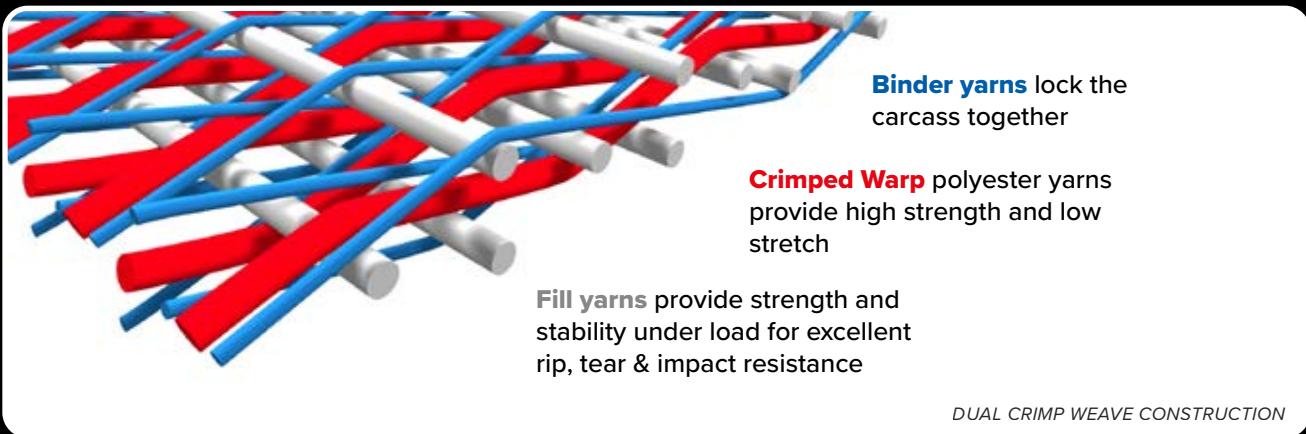 Binder yarns lock the
carcass together
Crimped Warp polyester yarns
provide high strength and low
stretch
Fill yarns provide strength and
stability under load for excellent
rip, tear & impact resistance
DUAL CRIMP WEAVE CONSTRUCTION